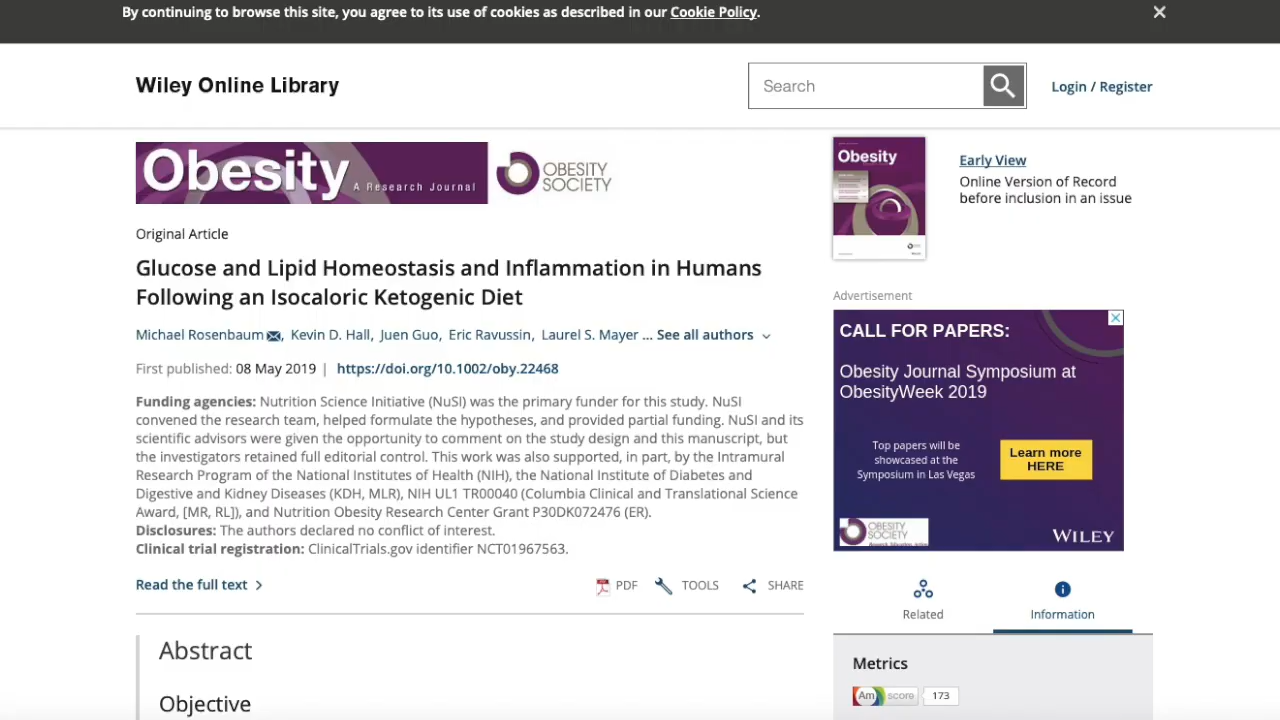 By continuing to browse this site, you agree to its use of cookies as described in our Cookie Policy.
Wiley Online Library
Search
Login / Register
Obesity A Research Journal
OBESITY
SOCIETY
Original Article
Glucose and Lipid Homeostasis and Inflammation in Humans
Following an Isocaloric Ketogenic Diet
Michael Rosenbaum, Kevin D. Hall, Juen Guo, Eric Ravussin, Laurel S. Mayer ... See all authors
First published: 08 May 2019 | https://doi.org/10.1002/oby.22468
Funding agencies: Nutrition Science Initiative (NuSI) was the primary funder for this study. NuSI
convened the research team, helped formulate the hypotheses, and provided partial funding. NuSI and its
scientific advisors were given the opportunity to comment on the study design and this manuscript, but
the investigators retained full editorial control. This work was also supported, in part, by the Intramural
Research Program of the National Institutes of Health (NIH), the National Institute of Diabetes and
Digestive and Kidney Diseases (KDH, MLR), NIH UL1 TR00040 (Columbia Clinical and Translational Science
Award, [MR, RL]), and Nutrition Obesity Research Center Grant P30DK072476 (ER).
Disclosures: The authors declared no conflict of interest.
Clinical trial registration: ClinicalTrials.gov identifier NCT01967563.
Read the full text
PDF
TOOLS
SHARE
Abstract
Objective
Obesity
Early View
Online Version of Record
before inclusion in an issue
Advertisement
CALL FOR PAPERS:
Obesity Journal Symposium at
ObesityWeek 2019
Top papers will be
showcased at the
Symposium in Las Vegas
Learn more
HERE
OBESITY
SOCIETY
WILEY
Related
Information
Metrics
Am score 173